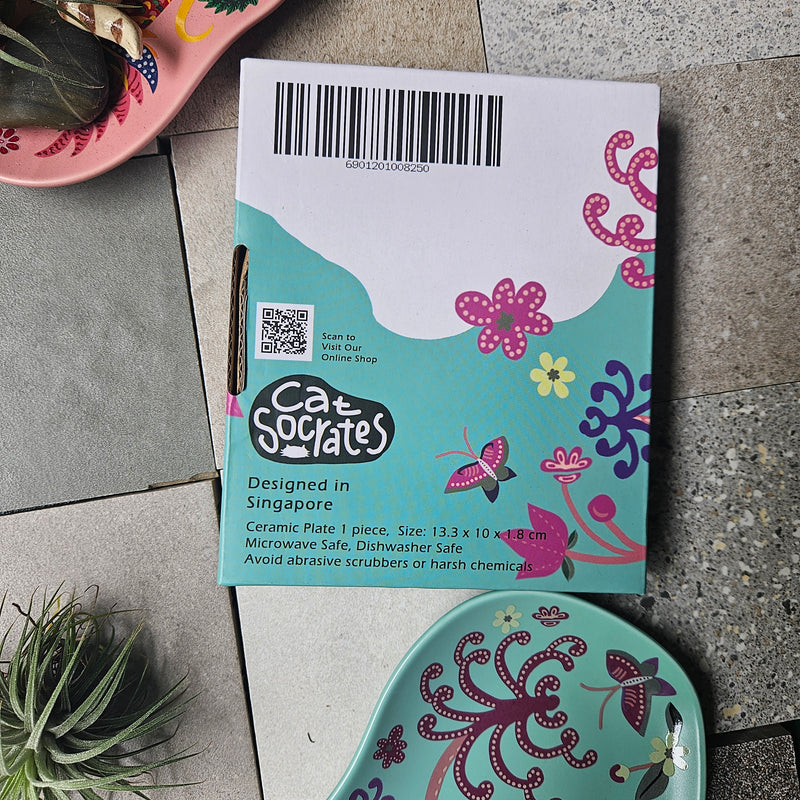 6901201008250
Scan to
Visit Our
Online Shop
Cat
Socrates
Designed in
Singapore
Ceramic Plate 1 piece, Size: 13.3 x 10 x 1.8 cm
Microwave Safe, Dishwasher Safe
Avoid abrasive scrubbers or harsh chemicals